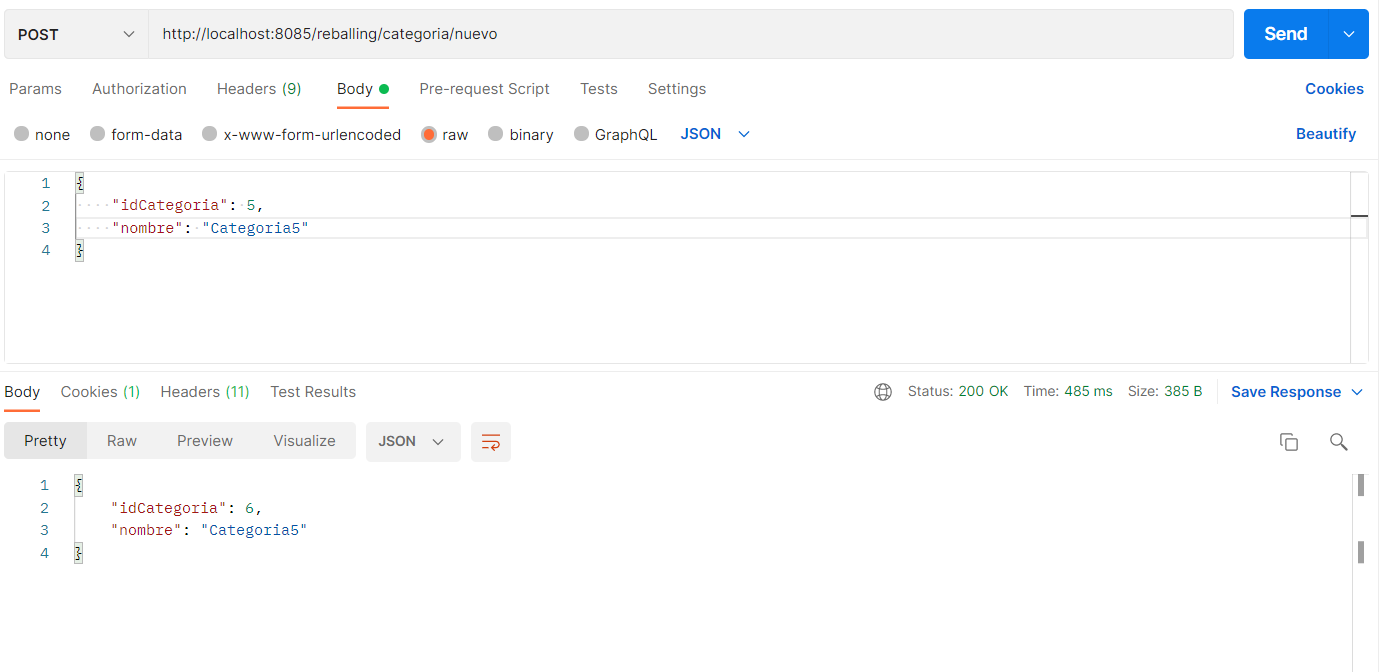 POST http://localhost:8085/reballing/categoria/nuevo Send
Params Authorization Headers (9) Body Pre-request Script Tests Settings Cookies
none form-data x-www-form-urlencoded raw binary GraphQL JSON Beautify
1 {
2 "idCategoria": 5,
3 "nombre": "Categoria5"
4 }
Body Cookies (1) Headers (11) Test Results Status: 200 OK Time: 485 ms Size: 385 B Save Response
Pretty Raw Preview Visualize JSON
1 {
2 "idCategoria": 6,
3 "nombre": "Categoria5"
4 }